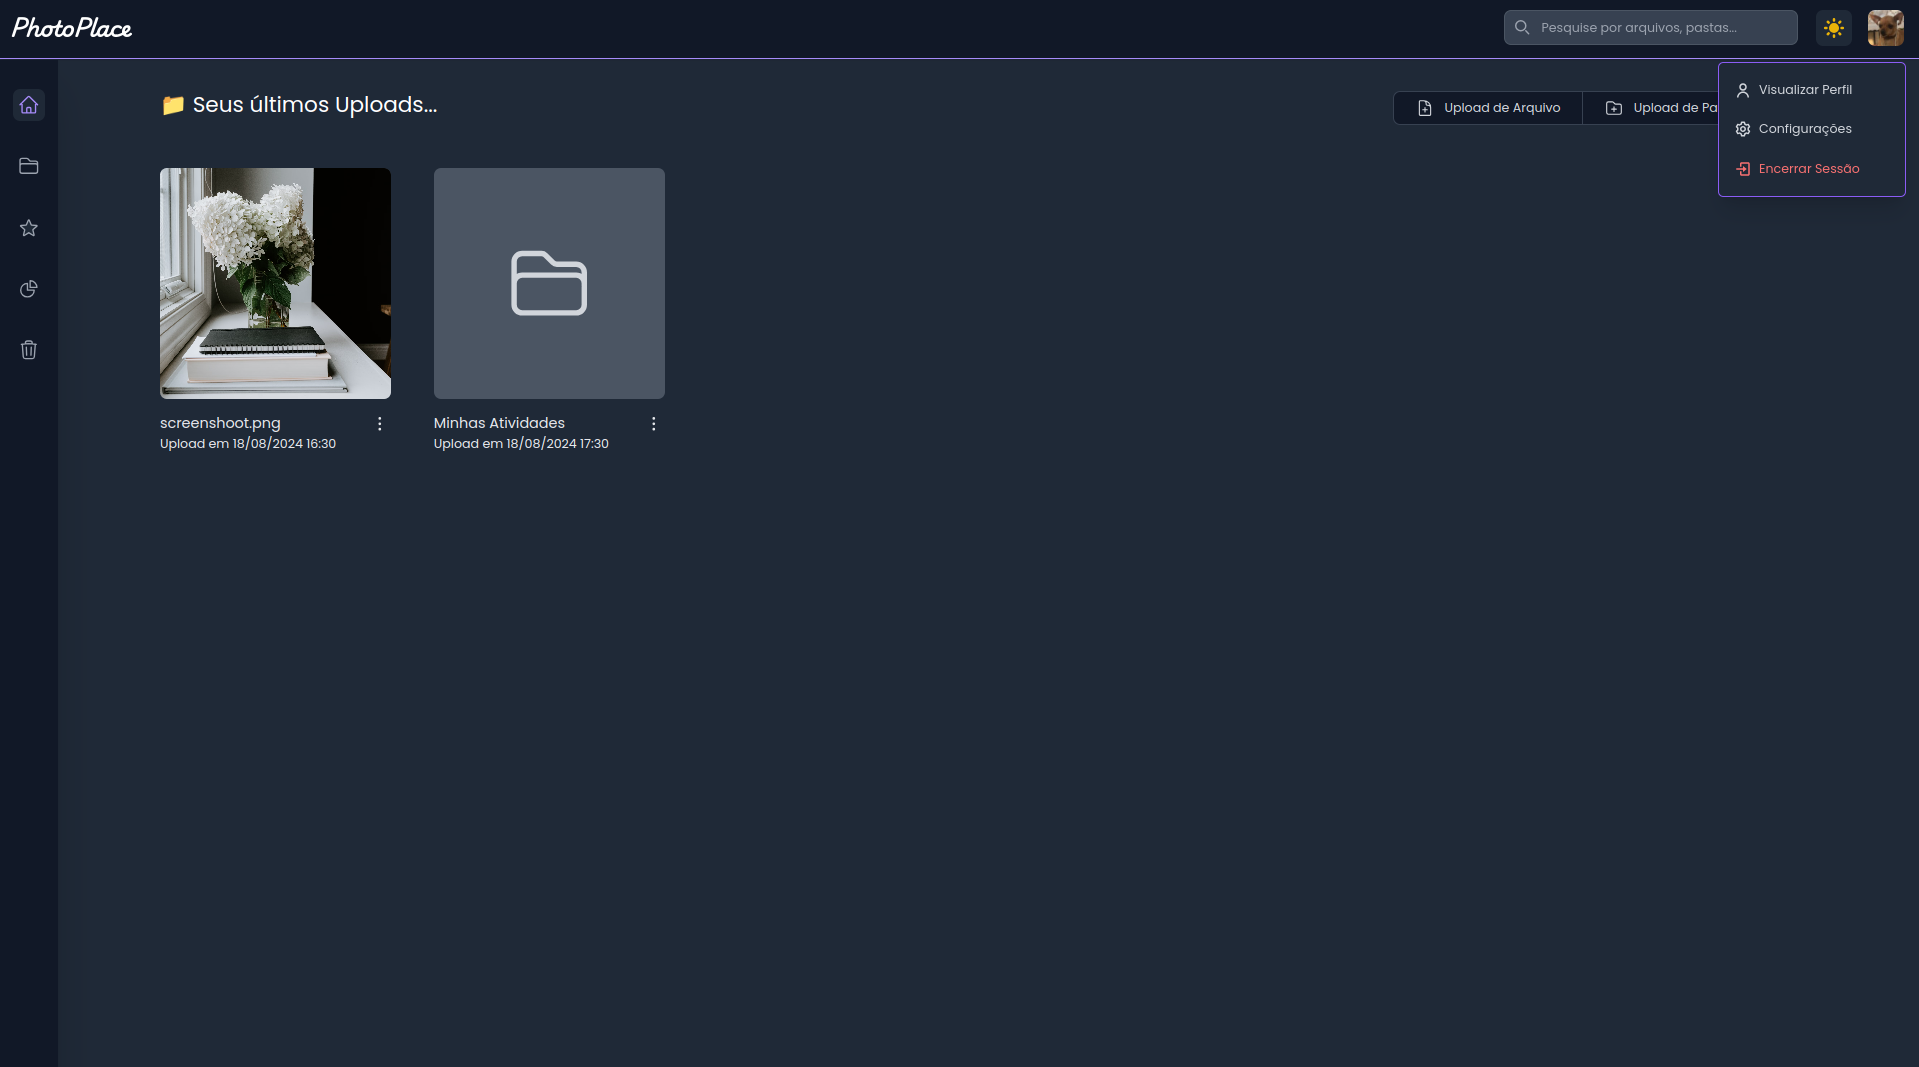 PhotoPlace
Pesquise por arquivos, pastas...
Seus últimos Uploads...
Upload de Arquivo
Upload de Pa
Visualizar Perfil
Configurações
Encerrar Sessão
screenshoot.png
Upload em 18/08/2024 16:30
Minhas Atividades
Upload em 18/08/2024 17:30